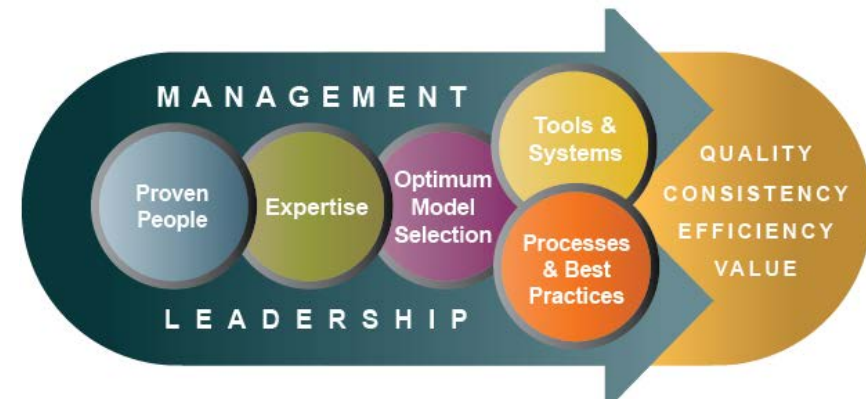 MANAGEMENT
Proven
People
Expertise
Optimum
Model
Selection
Tools &
Systems
Processes
& Best
Practices
LEADERSHIP
QUALITY
CONSISTENCY
EFFICIENCY
VALUE